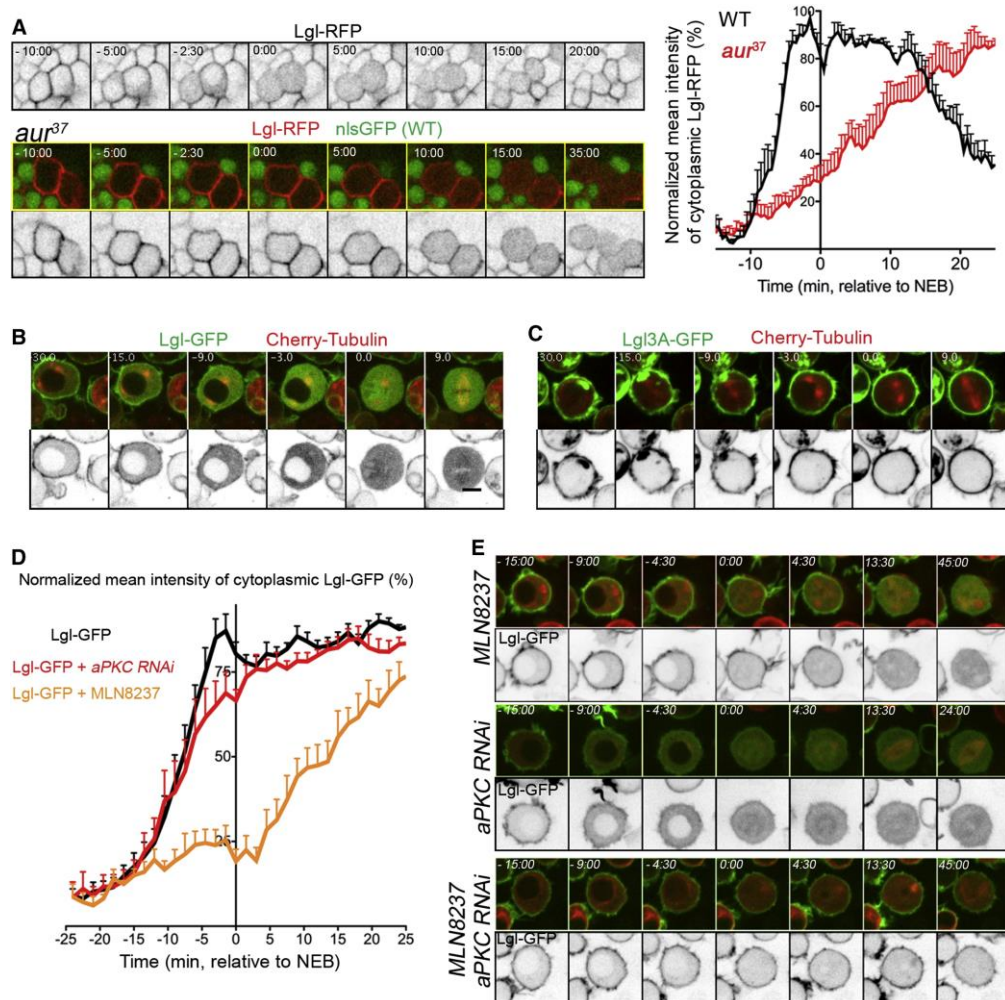 A
Lgl-RFP
- 10:00 - 5:00 - 2:30 0:00 5:00 10:00 15:00 20:00
aur37 Lgl-RFP nlsGFP (WT)
- 10:00 - 5:00 - 2:30 0:00 5:00 10:00 15:00 35:00
Normalized mean intensity
of cytoplasmic Lgl-RFP (%)
WT
aur37
100
80
60
40
20
-10 0 10 20
Time (min, relative to NEB)
B
Lgl-GFP Cherry-Tubulin
-30.0 -15.0 -9.0 -3.0 0.0 9.0
C
Lgl3A-GFP Cherry-Tubulin
-30.0 -15.0 -9.0 -3.0 0.0 9.0
D
Normalized mean intensity of cytoplasmic Lgl-GFP (%)
Lgl-GFP
Lgl-GFP + aPKC RNAi
Lgl-GFP + MLN8237
75
50
25
-25 -20 -15 -10 -5 0 5 10 15 20 25
Time (min, relative to NEB)
E
MLN8237
- 15:00 - 9:00 - 4:30 0:00 4:30 13:30 45:00
Lgl-GFP
aPKC RNAi
- 15:00 - 9:00 - 4:30 0:00 4:30 13:30 24:00
Lgl-GFP
MLN8237
aPKC RNAi
- 15:00 - 9:00 - 4:30 0:00 4:30 13:30 45:00
Lgl-GFP